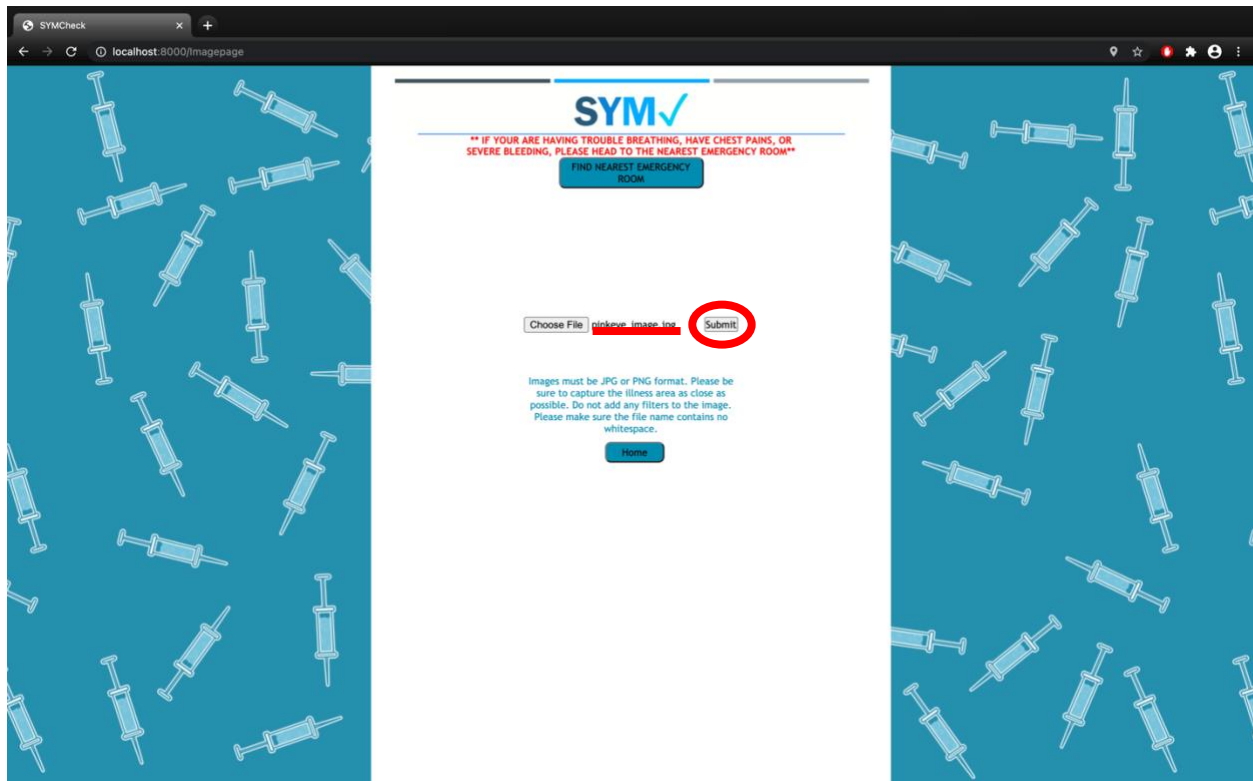 SYMCheck
localhost:8000/Imagepage
SYM✓
** IF YOUR ARE HAVING TROUBLE BREATHING, HAVE CHEST PAINS, OR
SEVERE BLEEDING, PLEASE HEAD TO THE NEAREST EMERGENCY ROOM**
FIND NEAREST EMERGENCY
ROOM
Choose File pinkeye_image.jpg Submit
Images must be JPG or PNG format. Please be
sure to capture the illness area as close as
possible. Do not add any filters to the image.
Please make sure the file name contains no
whitespace.
Home